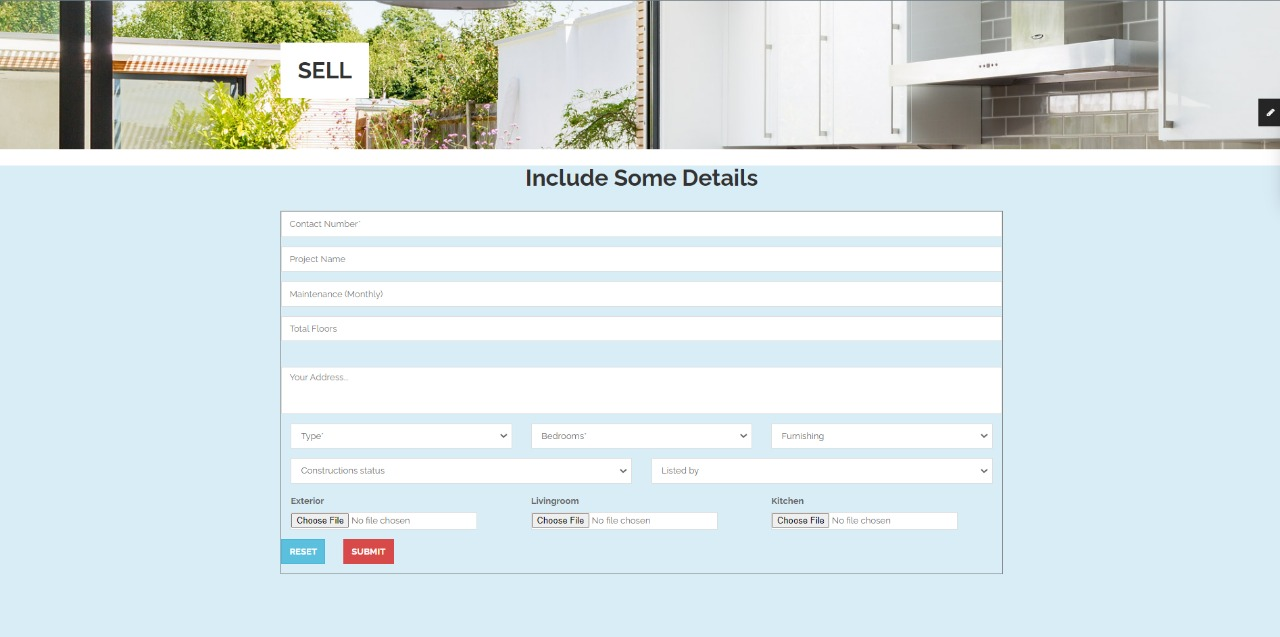 SELL
Include Some Details
Contact Number*
Project Name
Maintenance (Monthly)
Total Floors
Your Address...
Type* Bedrooms* Furnishing
Constructions status Listed by
Exterior Livingroom Kitchen
Choose File No file chosen Choose File No file chosen Choose File No file chosen
RESET SUBMIT